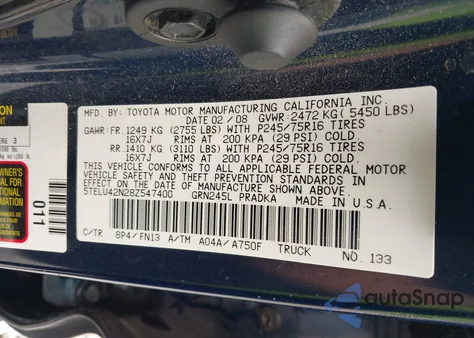 MFD. BY: TOYOTA MOTOR MANUFACTURING CALIFORNIA INC.
DATE 02 / 08 GVWR: 2472 KG ( 5450 LBS)
GAWR: FR. 1249 KG (2755 LBS) WITH P245/75R16 TIRES
16X7J RIMS AT 200 KPA (29 PSI) COLD.
RR. 1410 KG (3110 LBS) WITH P245/75R16 TIRES
16X7J RIMS AT 200 KPA (29 PSI) COLD.
THIS VEHICLE CONFORMS TO ALL APPLICABLE FEDERAL MOTOR
VEHICLE SAFETY AND BUMPER STANDARDS IN EFFECT ON THE
DATE OF MANUFACTURE SHOWN ABOVE.
5TELU42N28Z547400 GRN245L PRADKA MADE IN U.S.A.
C/TR 8P4/ FN13 A/TM A04A/ A750F TRUCK NO. 133
011
autoSnap